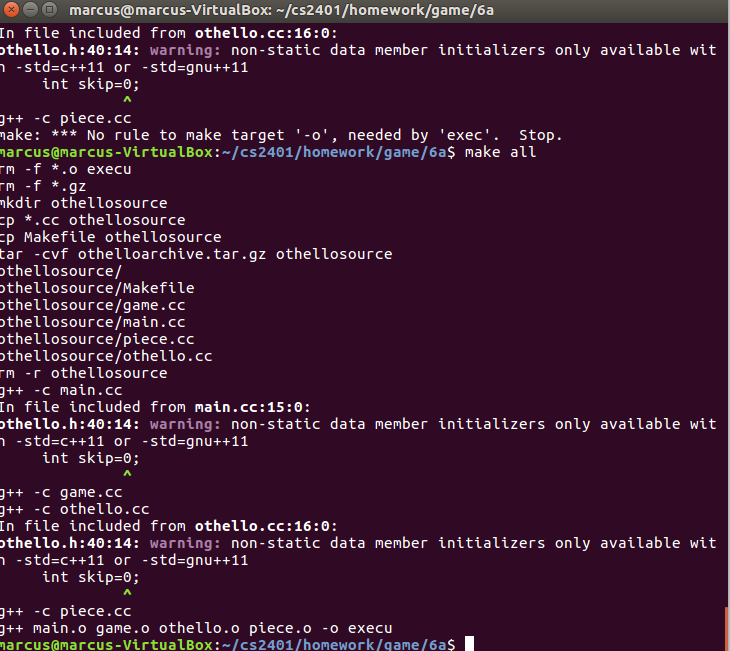 marcus@marcus-VirtualBox: ~/cs2401/homework/game/6a
In file included from othello.cc:16:0:
othello.h:40:14: warning: non-static data member initializers only available wit
h -std=c++11 or -std=gnu++11
int skip=0;
^
g++ -c piece.cc
make: *** No rule to make target '-o', needed by 'exec'.  Stop.
marcus@marcus-VirtualBox:~/cs2401/homework/game/6a$ make all
rm -f *.o execu
rm -f *.gz
mkdir othellosource
cp *.cc othellosource
cp Makefile othellosource
tar -cvf othelloarchive.tar.gz othellosource
othellosource/
othellosource/Makefile
othellosource/game.cc
othellosource/main.cc
othellosource/piece.cc
othellosource/othello.cc
rm -r othellosource
g++ -c main.cc
In file included from main.cc:15:0:
othello.h:40:14: warning: non-static data member initializers only available wit
h -std=c++11 or -std=gnu++11
int skip=0;
^
g++ -c game.cc
g++ -c othello.cc
In file included from othello.cc:16:0:
othello.h:40:14: warning: non-static data member initializers only available wit
h -std=c++11 or -std=gnu++11
int skip=0;
^
g++ -c piece.cc
g++ main.o game.o othello.o piece.o -o execu
marcus@marcus-VirtualBox:~/cs2401/homework/game/6a$